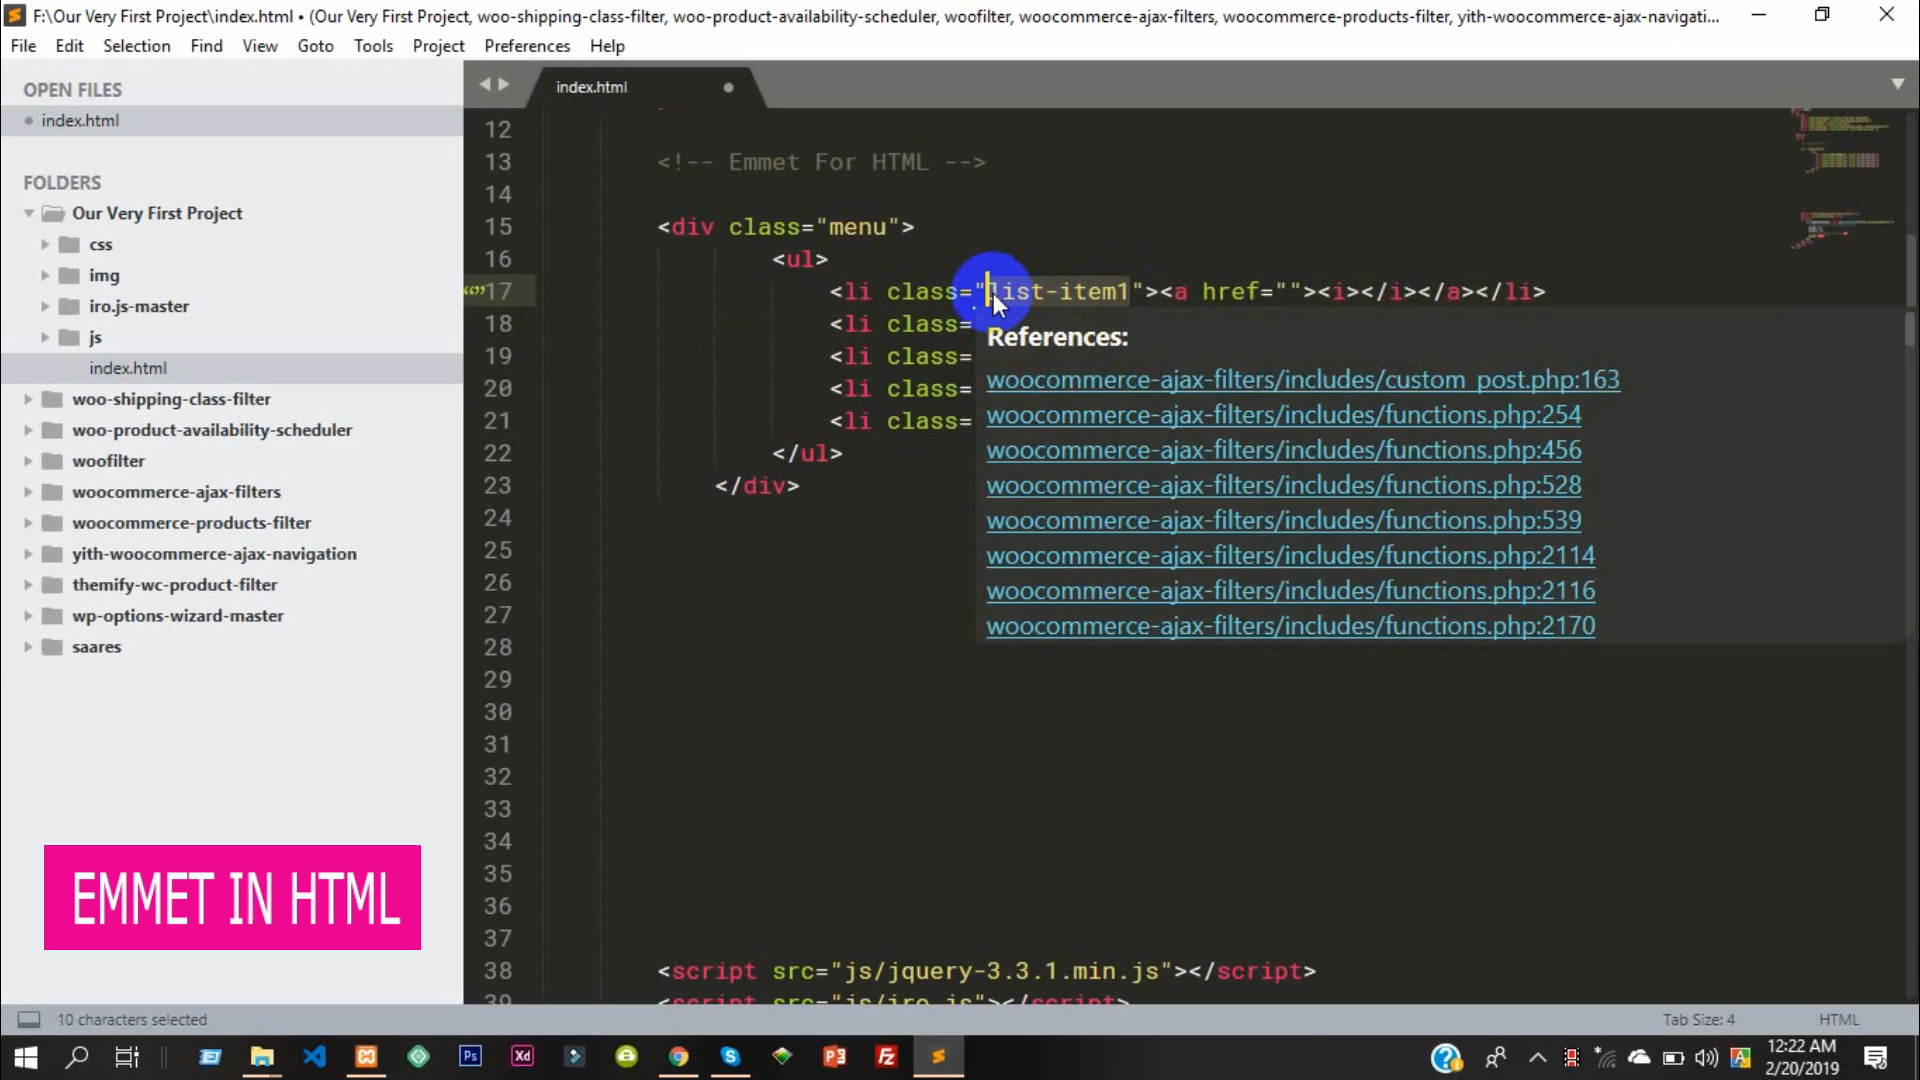 F:\Our Very First Project\index.html • (Our Very First Project, woo-shipping-class-filter, woo-product-availability-scheduler, woofilter, woocommerce-ajax-filters, woocommerce-products-filter, yith-woocommerce-ajax-navigati...
File Edit Selection Find View Goto Tools Project Preferences Help
OPEN FILES
index.html
FOLDERS
Our Very First Project
css
img
iro.js-master
js
index.html
woo-shipping-class-filter
woo-product-availability-scheduler
woofilter
woocommerce-ajax-filters
woocommerce-products-filter
yith-woocommerce-ajax-navigation
themify-wc-product-filter
wp-options-wizard-master
saares
EMMET IN HTML
index.html
12
13 <!-- Emmet For HTML -->
14
15 <div class="menu">
16 <ul>
17 <li class="list-item1"><a href=""><i></i></a></li>
18 <li class=
19 <li class=
20 <li class=
21 <li class=
22 </ul>
23 </div>
24
25
26
27
28
29
30
31
32
33
34
35
36
37
38 <script src="js/jquery-3.3.1.min.js"></script>
39 <script src="js/iro.js"></script>
References:
woocommerce-ajax-filters/includes/custom_post.php:163
woocommerce-ajax-filters/includes/functions.php:254
woocommerce-ajax-filters/includes/functions.php:456
woocommerce-ajax-filters/includes/functions.php:528
woocommerce-ajax-filters/includes/functions.php:539
woocommerce-ajax-filters/includes/functions.php:2114
woocommerce-ajax-filters/includes/functions.php:2116
woocommerce-ajax-filters/includes/functions.php:2170
10 characters selected
Tab Size: 4
HTML
Ps
Xd
12:22 AM
2/20/2019